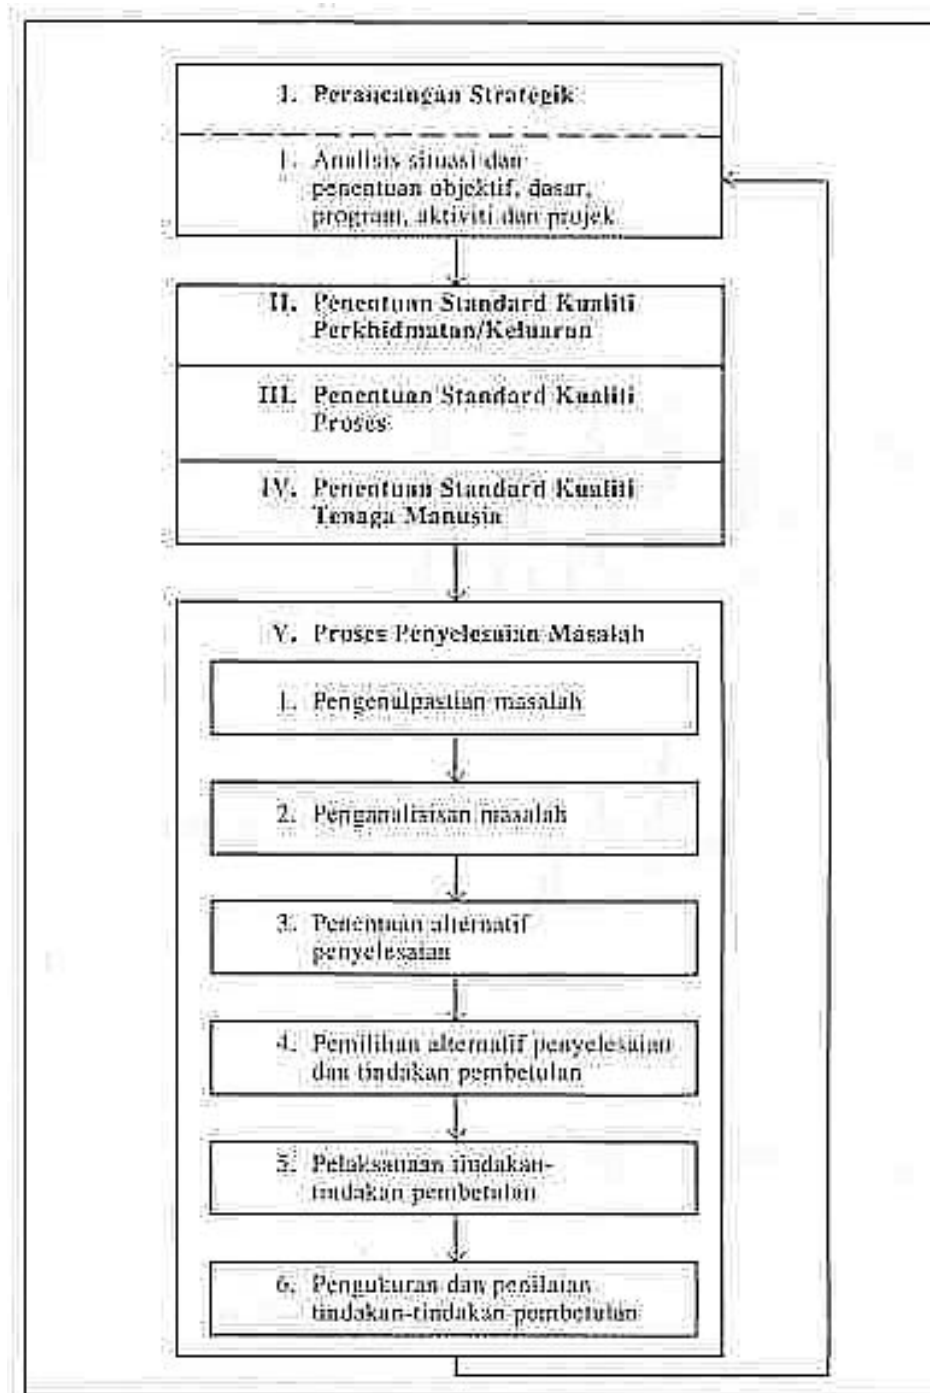 I. Perancangan Strategik
1. Analisis situasi dan
penentuan objektif, dasar,
program, aktiviti dan projek
II. Penentuan Standard Kualiti
Perkhidmatan/Keluaran
III. Penentuan Standard Kualiti
Proses
IV. Penentuan Standard Kualiti
Tenaga Manusia
V. Proses Penyelesaian Masalah
1. Pengenalpastian masalah
2. Penganalisisan masalah
3. Penentuan alternatif
penyelesaian
4. Pemilihan alternatif penyelesaian
dan tindakan pembetulan
5. Pelaksanaan tindakan-
tindakan pembetulan
6. Pengukuran dan penilaian
tindakan-tindakan pembetulan